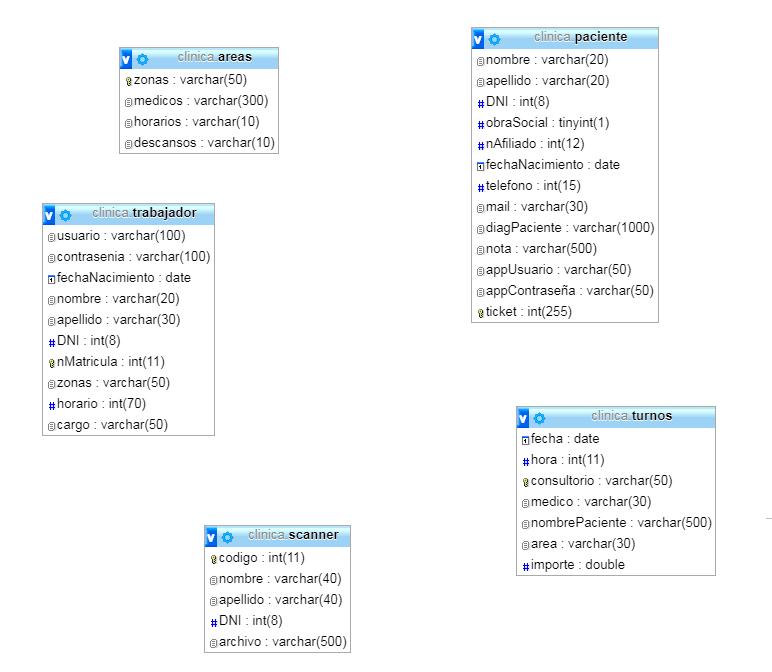 clinica.areas
zonas : varchar(50)
medicos : varchar(300)
horarios : varchar(10)
descansos : varchar(10)
clinica.paciente
nombre : varchar(20)
apellido : varchar(20)
DNI : int(8)
obraSocial : tinyint(1)
nAfiliado : int(12)
fechaNacimiento : date
telefono : int(15)
mail : varchar(30)
diagPaciente : varchar(1000)
nota : varchar(500)
appUsuario : varchar(50)
appContraseña : varchar(50)
ticket : int(255)
clinica.trabajador
usuario : varchar(100)
contrasenia : varchar(100)
fechaNacimiento : date
nombre : varchar(20)
apellido : varchar(30)
DNI : int(8)
nMatricula : int(11)
zonas : varchar(50)
horario : int(70)
cargo : varchar(50)
clinica.turnos
fecha : date
hora : int(11)
consultorio : varchar(50)
medico : varchar(30)
nombrePaciente : varchar(500)
area : varchar(30)
importe : double
clinica.scanner
codigo : int(11)
nombre : varchar(40)
apellido : varchar(40)
DNI : int(8)
archivo : varchar(500)